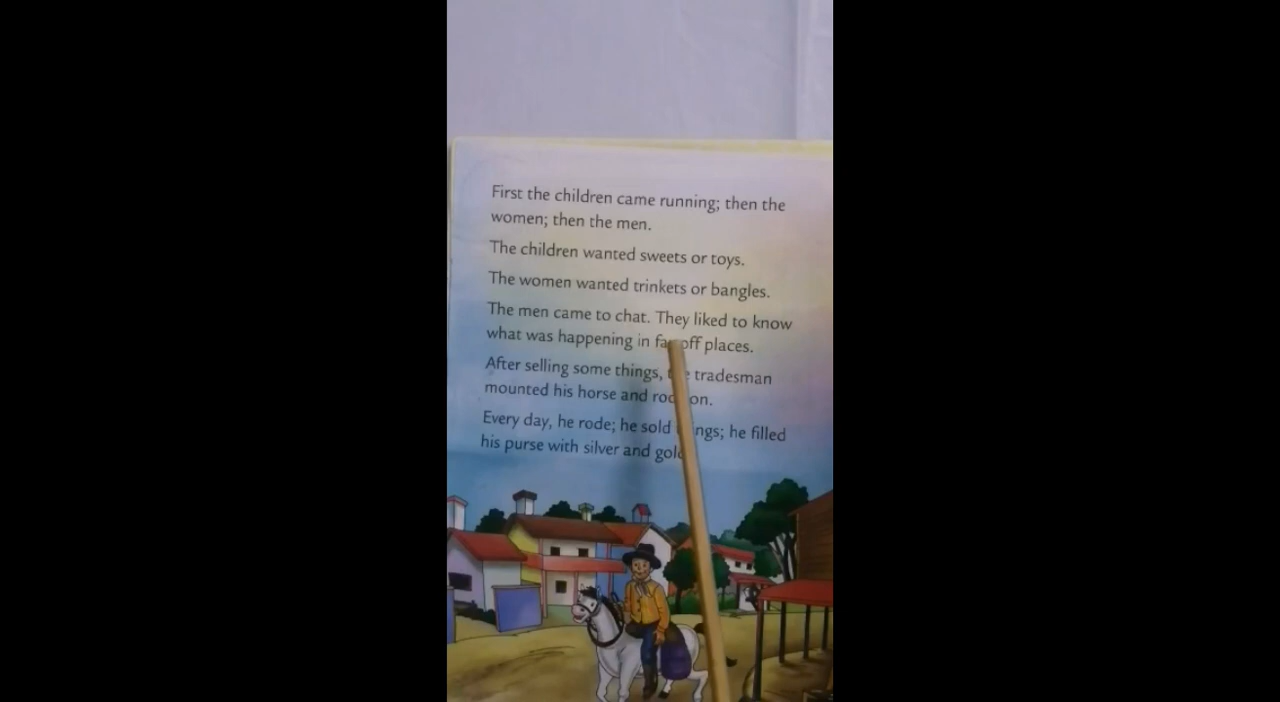 First the children came running; then the
women; then the men.
The children wanted sweets or toys.
The women wanted trinkets or bangles.
The men came to chat. They liked to know
what was happening in off places.
After selling some things, tradesman
mounted his horse and on.
Every day, he rode; he sold he filled
his purse with silver and